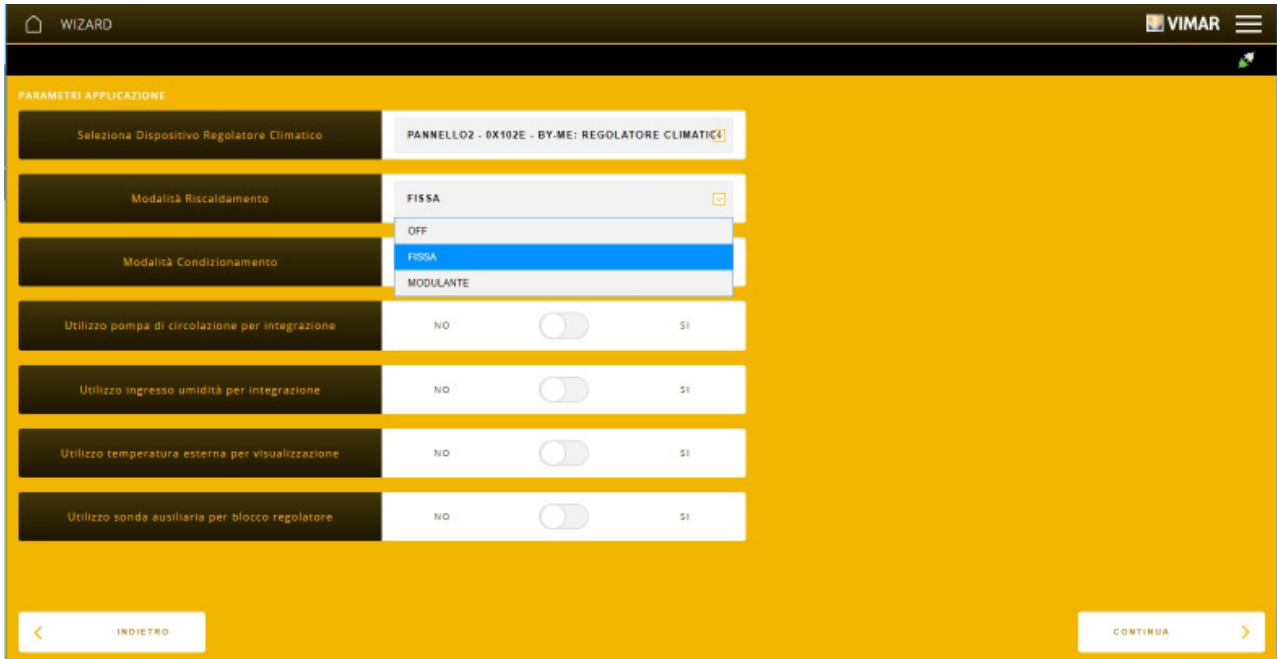 WIZARD
VIMAR
PARAMETRI APPLICAZIONE
Seleziona Dispositivo Regolatore Climatico
PANNELLO2 - 0X102E - BY-ME: REGOLATORE CLIMATIC
Modalità Riscaldamento
FISSA
OFF
FISSA
MODULANTE
Modalità Condizionamento
Utilizzo pompa di circolazione per integrazione
NO SI
Utilizzo ingresso umidità per integrazione
NO SI
Utilizzo temperatura esterna per visualizzazione
NO SI
Utilizzo sonda ausiliaria per blocco regolatore
NO SI
INDIETRO
CONTINUA